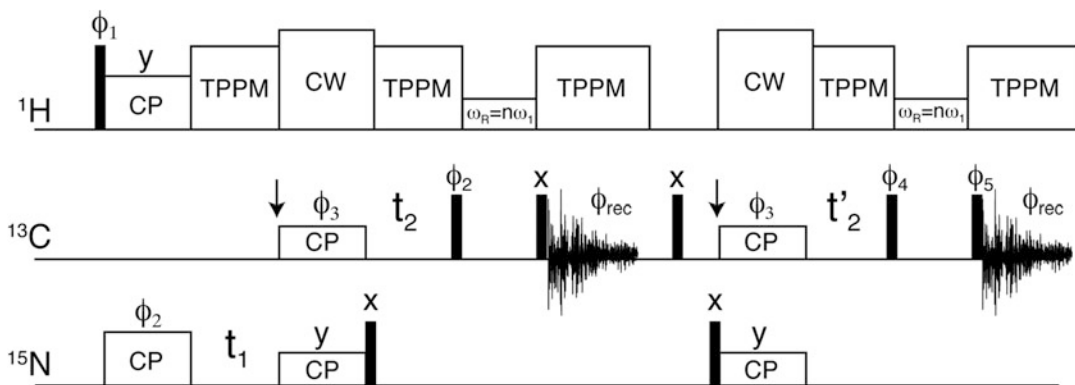 ϕ1
y
CP
TPPM
CW
TPPM
ωR=nω1
TPPM
CW
TPPM
ωR=nω1
TPPM
¹H
ϕ3
CP
t2
ϕ2
x
ϕrec
x
ϕ3
CP
t'2
ϕ4
ϕ5
ϕrec
¹³C
ϕ2
CP
t1
y
CP
x
x
y
CP
¹⁵N